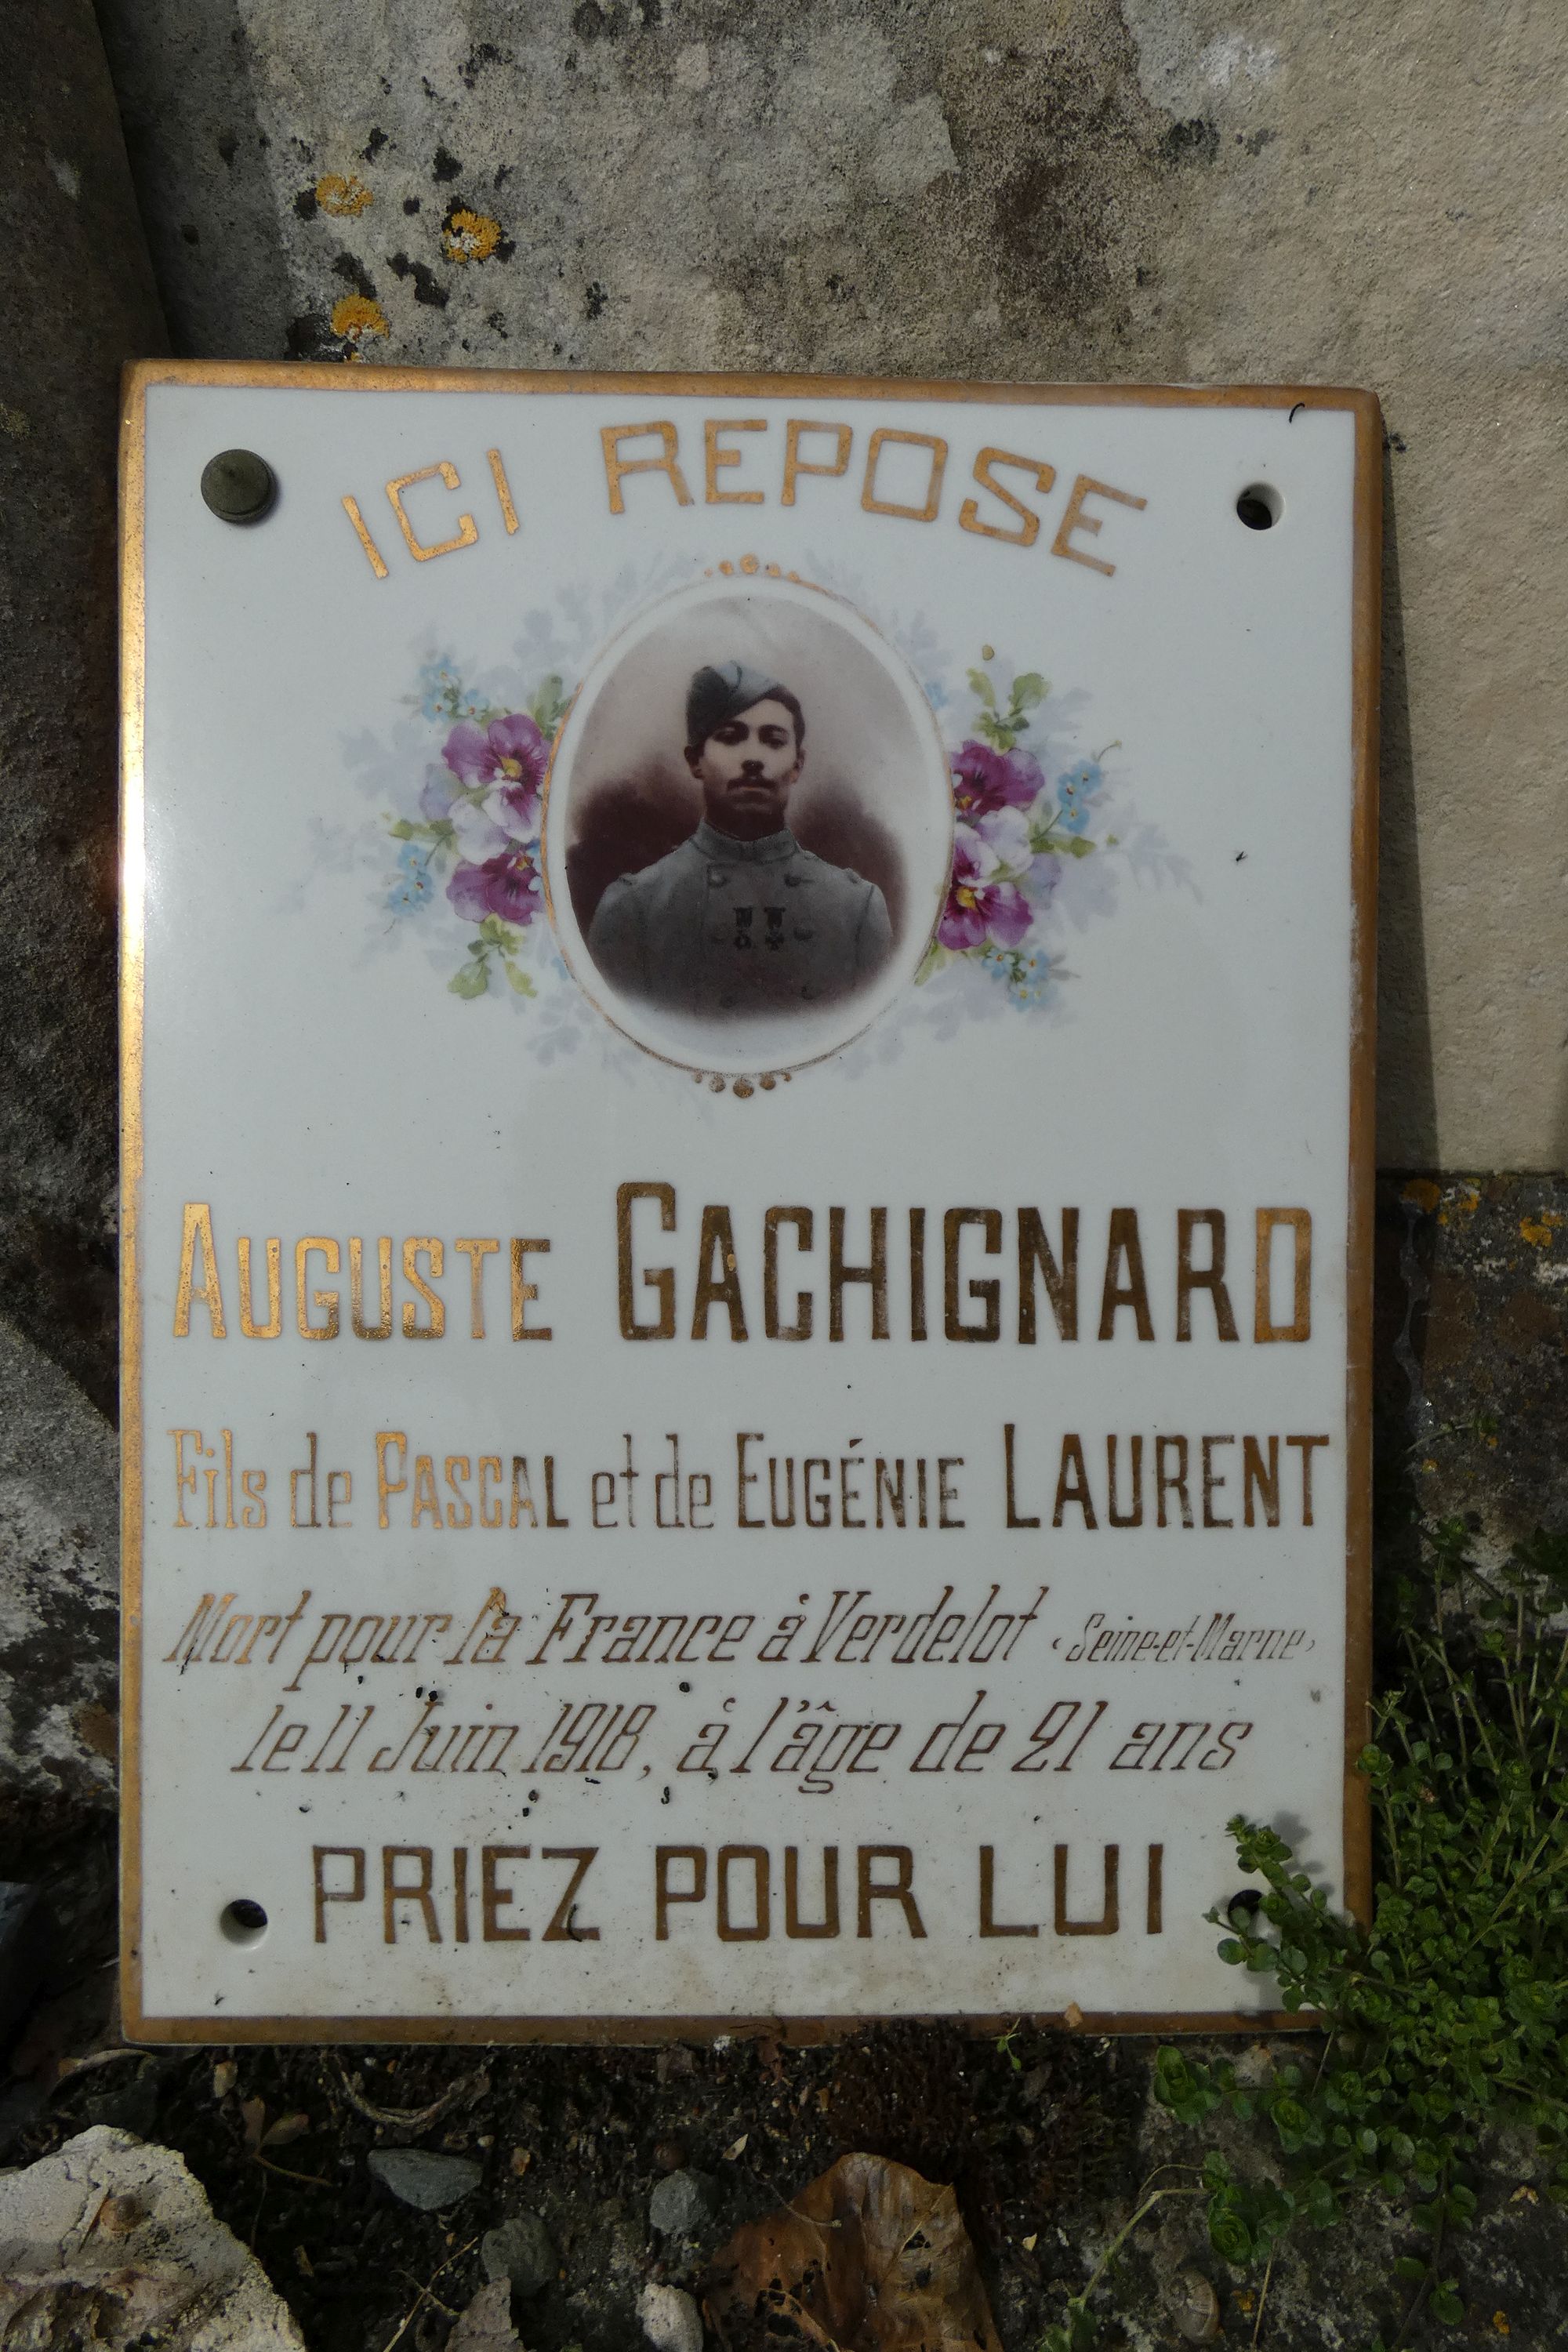 ICI REPOSE
AUGUSTE GACHIGNARD
Fils de PASCAL et de EUGÉNIE LAURENT
Mort pour la France à Verdelot (Seine-et-Marne)
le 11 Juin 1918, à l'âge de 21 ans
PRIEZ POUR LUI